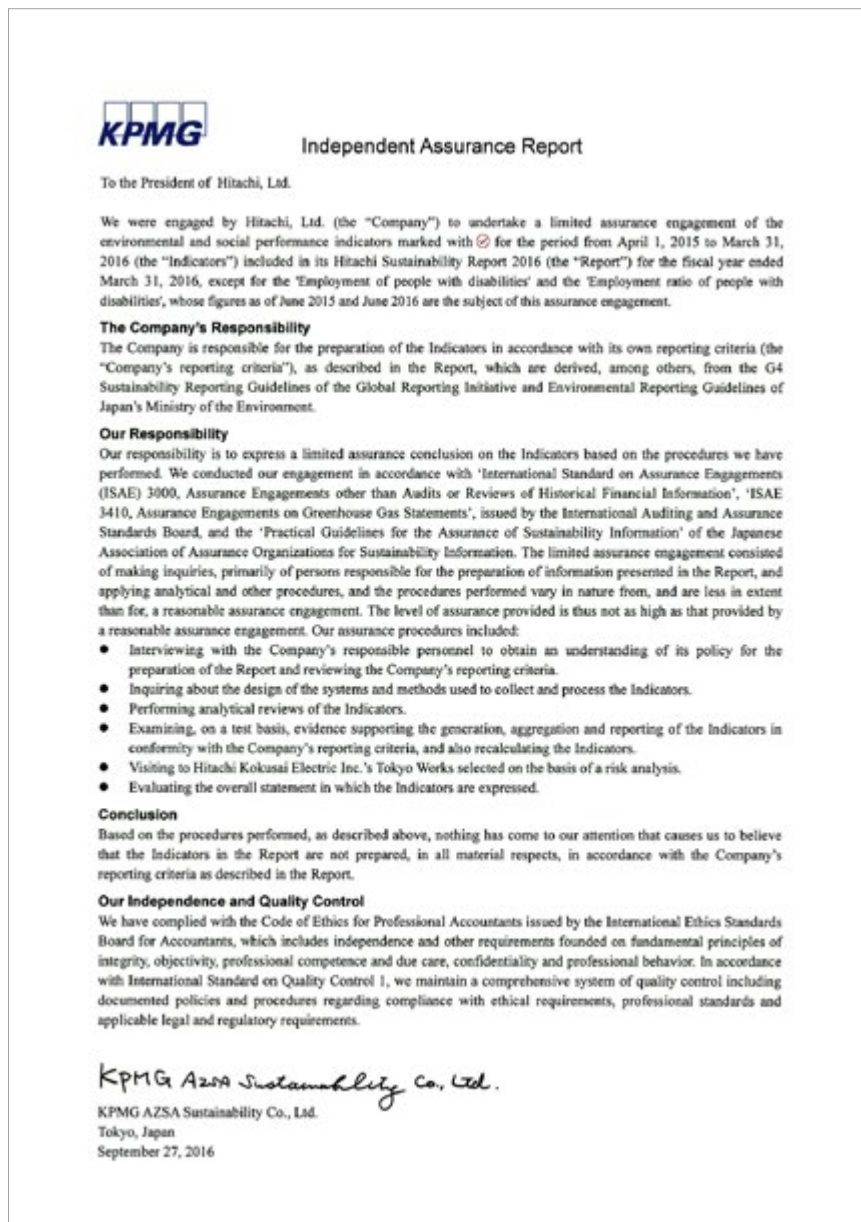 KPMG
Independent Assurance Report
To the President of Hitachi, Ltd.
We were engaged by Hitachi, Ltd. (the “Company”) to undertake a limited assurance engagement of the
environmental and social performance indicators marked with for the period from April 1, 2015 to March 31,
2016 (the “Indicators”) included in its Hitachi Sustainability Report 2016 (the “Report”) for the fiscal year ended
March 31, 2016, except for the 'Employment of people with disabilities' and the 'Employment ratio of people with
disabilities', whose figures as of June 2015 and June 2016 are the subject of this assurance engagement.
The Company's Responsibility
The Company is responsible for the preparation of the Indicators in accordance with its own reporting criteria (the
“Company's reporting criteria”), as described in the Report, which are derived, among others, from the G4
Sustainability Reporting Guidelines of the Global Reporting Initiative and Environmental Reporting Guidelines of
Japan's Ministry of the Environment.
Our Responsibility
Our responsibility is to express a limited assurance conclusion on the Indicators based on the procedures we have
performed. We conducted our engagement in accordance with ‘International Standard on Assurance Engagements
(ISAE) 3000, Assurance Engagements other than Audits or Reviews of Historical Financial Information’, ‘ISAE
3410, Assurance Engagements on Greenhouse Gas Statements’, issued by the International Auditing and Assurance
Standards Board, and the ‘Practical Guidelines for the Assurance of Sustainability Information’ of the Japanese
Association of Assurance Organizations for Sustainability Information. The limited assurance engagement consisted
of making inquiries, primarily of persons responsible for the preparation of information presented in the Report, and
applying analytical and other procedures, and the procedures performed vary in nature from, and are less in extent
than for, a reasonable assurance engagement. The level of assurance provided is thus not as high as that provided by
a reasonable assurance engagement. Our assurance procedures included:
● Interviewing with the Company's responsible personnel to obtain an understanding of its policy for the
preparation of the Report and reviewing the Company's reporting criteria.
● Inquiring about the design of the systems and methods used to collect and process the Indicators.
● Performing analytical reviews of the Indicators.
● Examining, on a test basis, evidence supporting the generation, aggregation and reporting of the Indicators in
conformity with the Company's reporting criteria, and also recalculating the Indicators.
● Visiting to Hitachi Kokusai Electric Inc.'s Tokyo Works selected on the basis of a risk analysis.
● Evaluating the overall statement in which the Indicators are expressed.
Conclusion
Based on the procedures performed, as described above, nothing has come to our attention that causes us to believe
that the Indicators in the Report are not prepared, in all material respects, in accordance with the Company's
reporting criteria as described in the Report.
Our Independence and Quality Control
We have complied with the Code of Ethics for Professional Accountants issued by the International Ethics Standards
Board for Accountants, which includes independence and other requirements founded on fundamental principles of
integrity, objectivity, professional competence and due care, confidentiality and professional behavior. In accordance
with International Standard on Quality Control 1, we maintain a comprehensive system of quality control including
documented policies and procedures regarding compliance with ethical requirements, professional standards and
applicable legal and regulatory requirements.
KPMG AZSA Sustainability Co., Ltd.
KPMG AZSA Sustainability Co., Ltd.
Tokyo, Japan
September 27, 2016